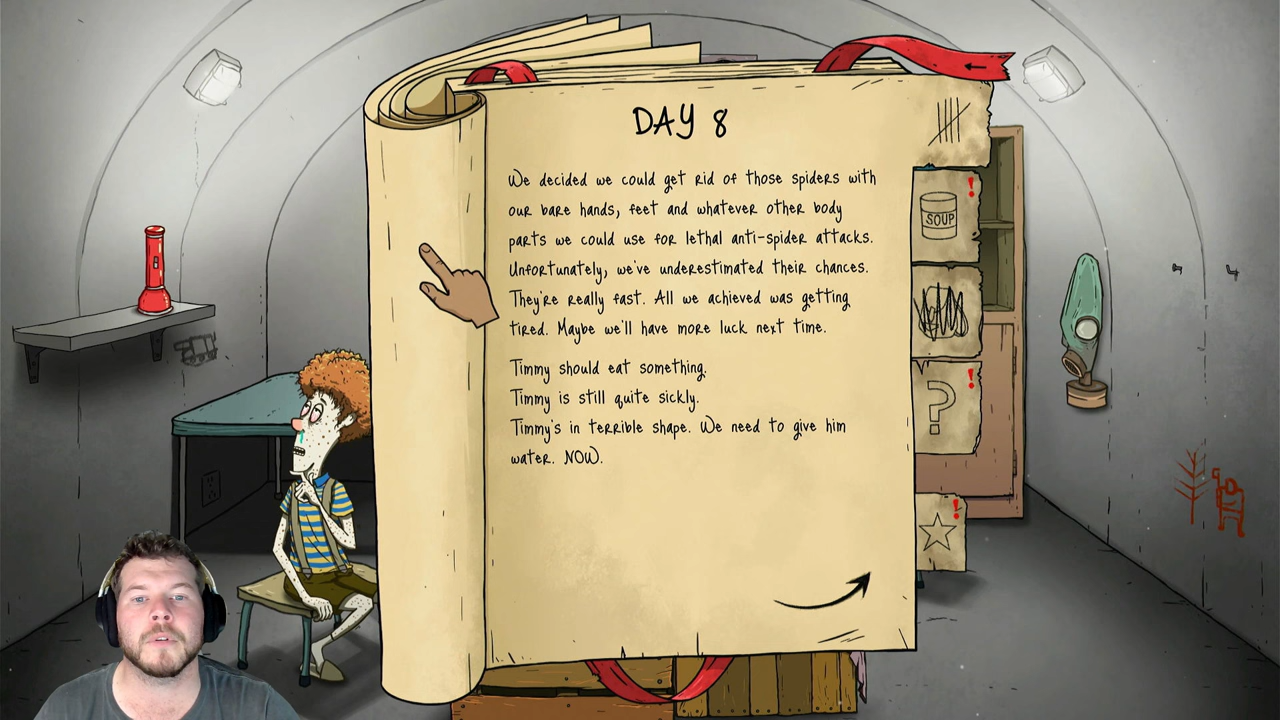 DAY 8
We decided we could get rid of those spiders with
our bare hands, feet and whatever other body
parts we could use for lethal anti-spider attacks.
Unfortunately, we've underestimated their chances.
They're really fast. All we achieved was getting
tired. Maybe we'll have more luck next time.
Timmy should eat something.
Timmy is still quite sickly.
Timmy's in terrible shape. We need to give him
water. NOW.
!
SOUP
!
?
!